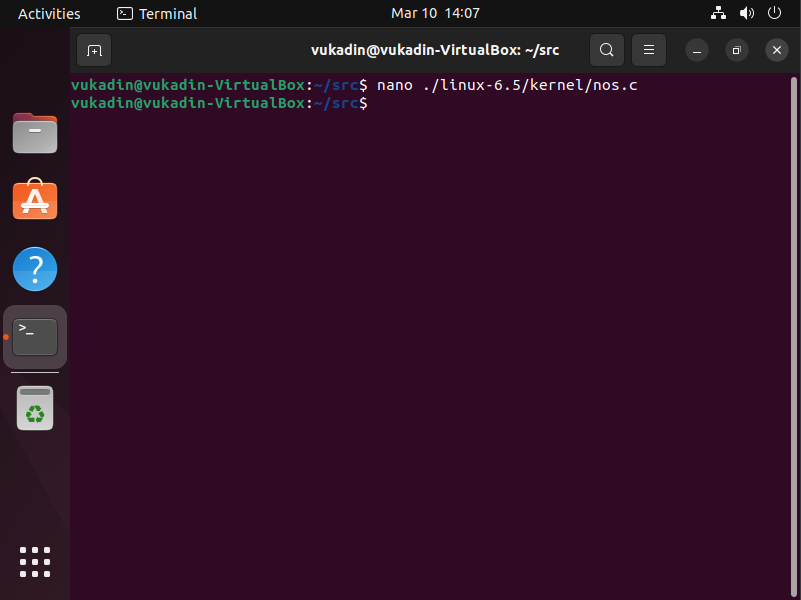 Activities Terminal Mar 10 14:07
vukadin@vukadin-VirtualBox: ~/src
vukadin@vukadin-VirtualBox:~/src$ nano ./linux-6.5/kernel/nos.c
vukadin@vukadin-VirtualBox:~/src$